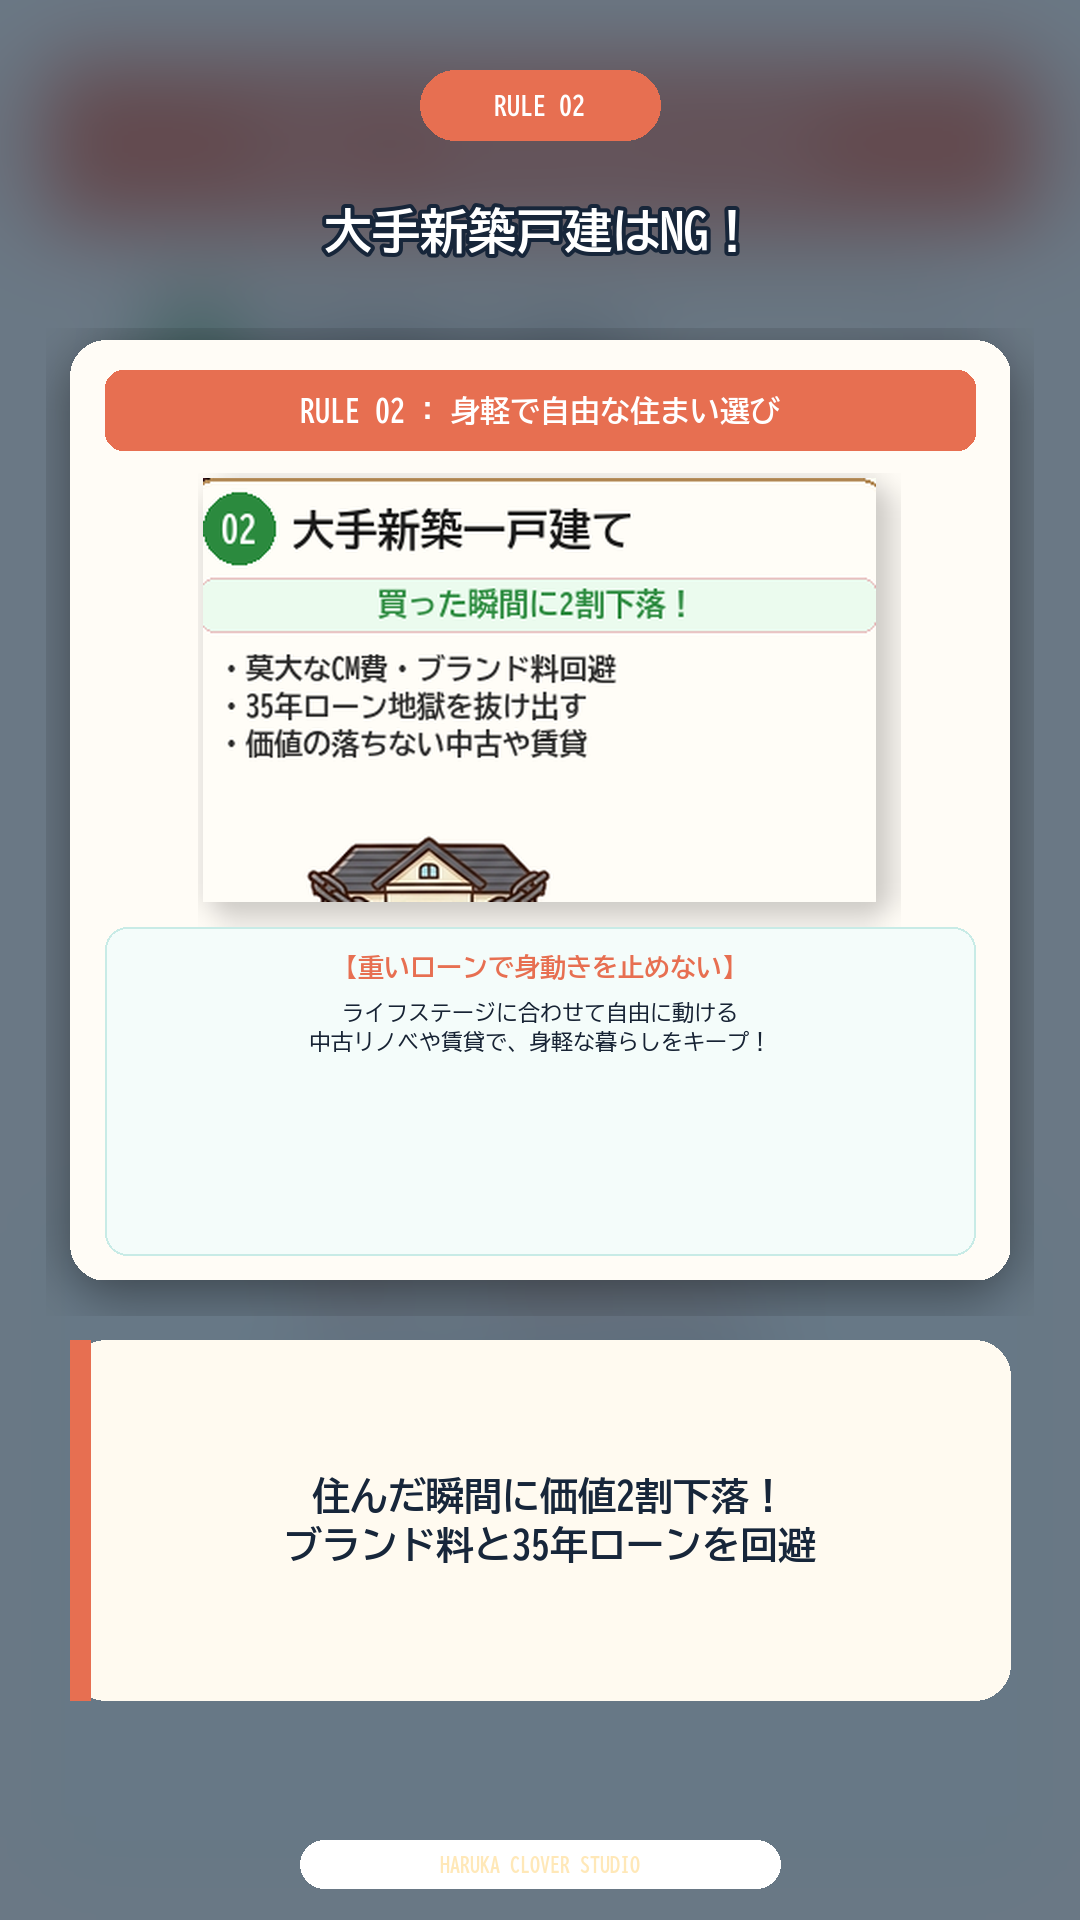 RULE 02
大手新築戸建はNG！
RULE 02 ： 身軽で自由な住まい選び
02 大手新築一戸建て
買った瞬間に2割下落！
・莫大なCM費・ブランド料回避
・35年ローン地獄を抜け出す
・価値の落ちない中古や賃貸
【重いローンで身動きを止めない】
ライフステージに合わせて自由に動ける
中古リノベや賃貸で、身軽な暮らしをキープ！
住んだ瞬間に価値2割下落！
ブランド料と35年ローンを回避
HARUKA CLOVER STUDIO